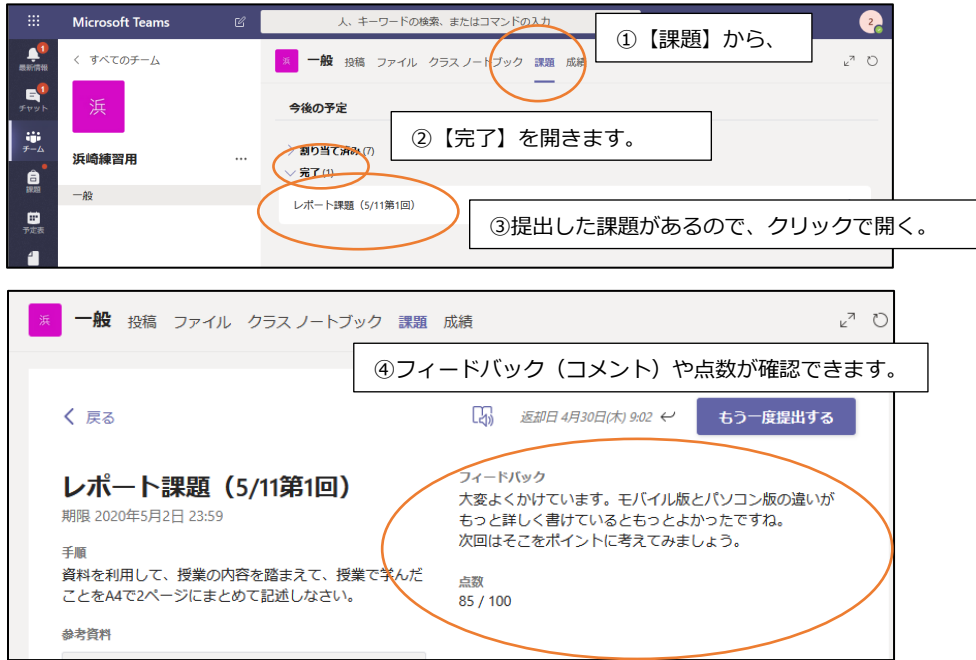 Microsoft Teams
人、キーワードの検索、またはコマンドの入力
2
①【課題】から、
1
最新情報
< すべてのチーム
浜
一般 投稿 ファイル クラス ノートブック 課題 成績
1
チャット
浜
今後の予定
②【完了】を開きます。
チーム
浜崎練習用
...
> 割り当て済み (7)
完了 (1)
課題
一般
レポート課題（5/11第1回）
③提出した課題があるので、クリックで開く。
予定表
浜
一般 投稿 ファイル クラス ノートブック 課題 成績
④フィードバック（コメント）や点数が確認できます。
< 戻る
返却日 4月30日(木) 9:02
もう一度提出する
レポート課題（5/11第1回）
期限 2020年5月2日 23:59
手順
資料を利用して、授業の内容を踏まえて、授業で学んだ
ことをA4で2ページにまとめて記述しなさい。
参考資料
フィードバック
大変よくかけています。モバイル版とパソコン版の違いが
もっと詳しく書けているともっとよかったですね。
次回はそこをポイントに考えてみましょう。
点数
85 / 100